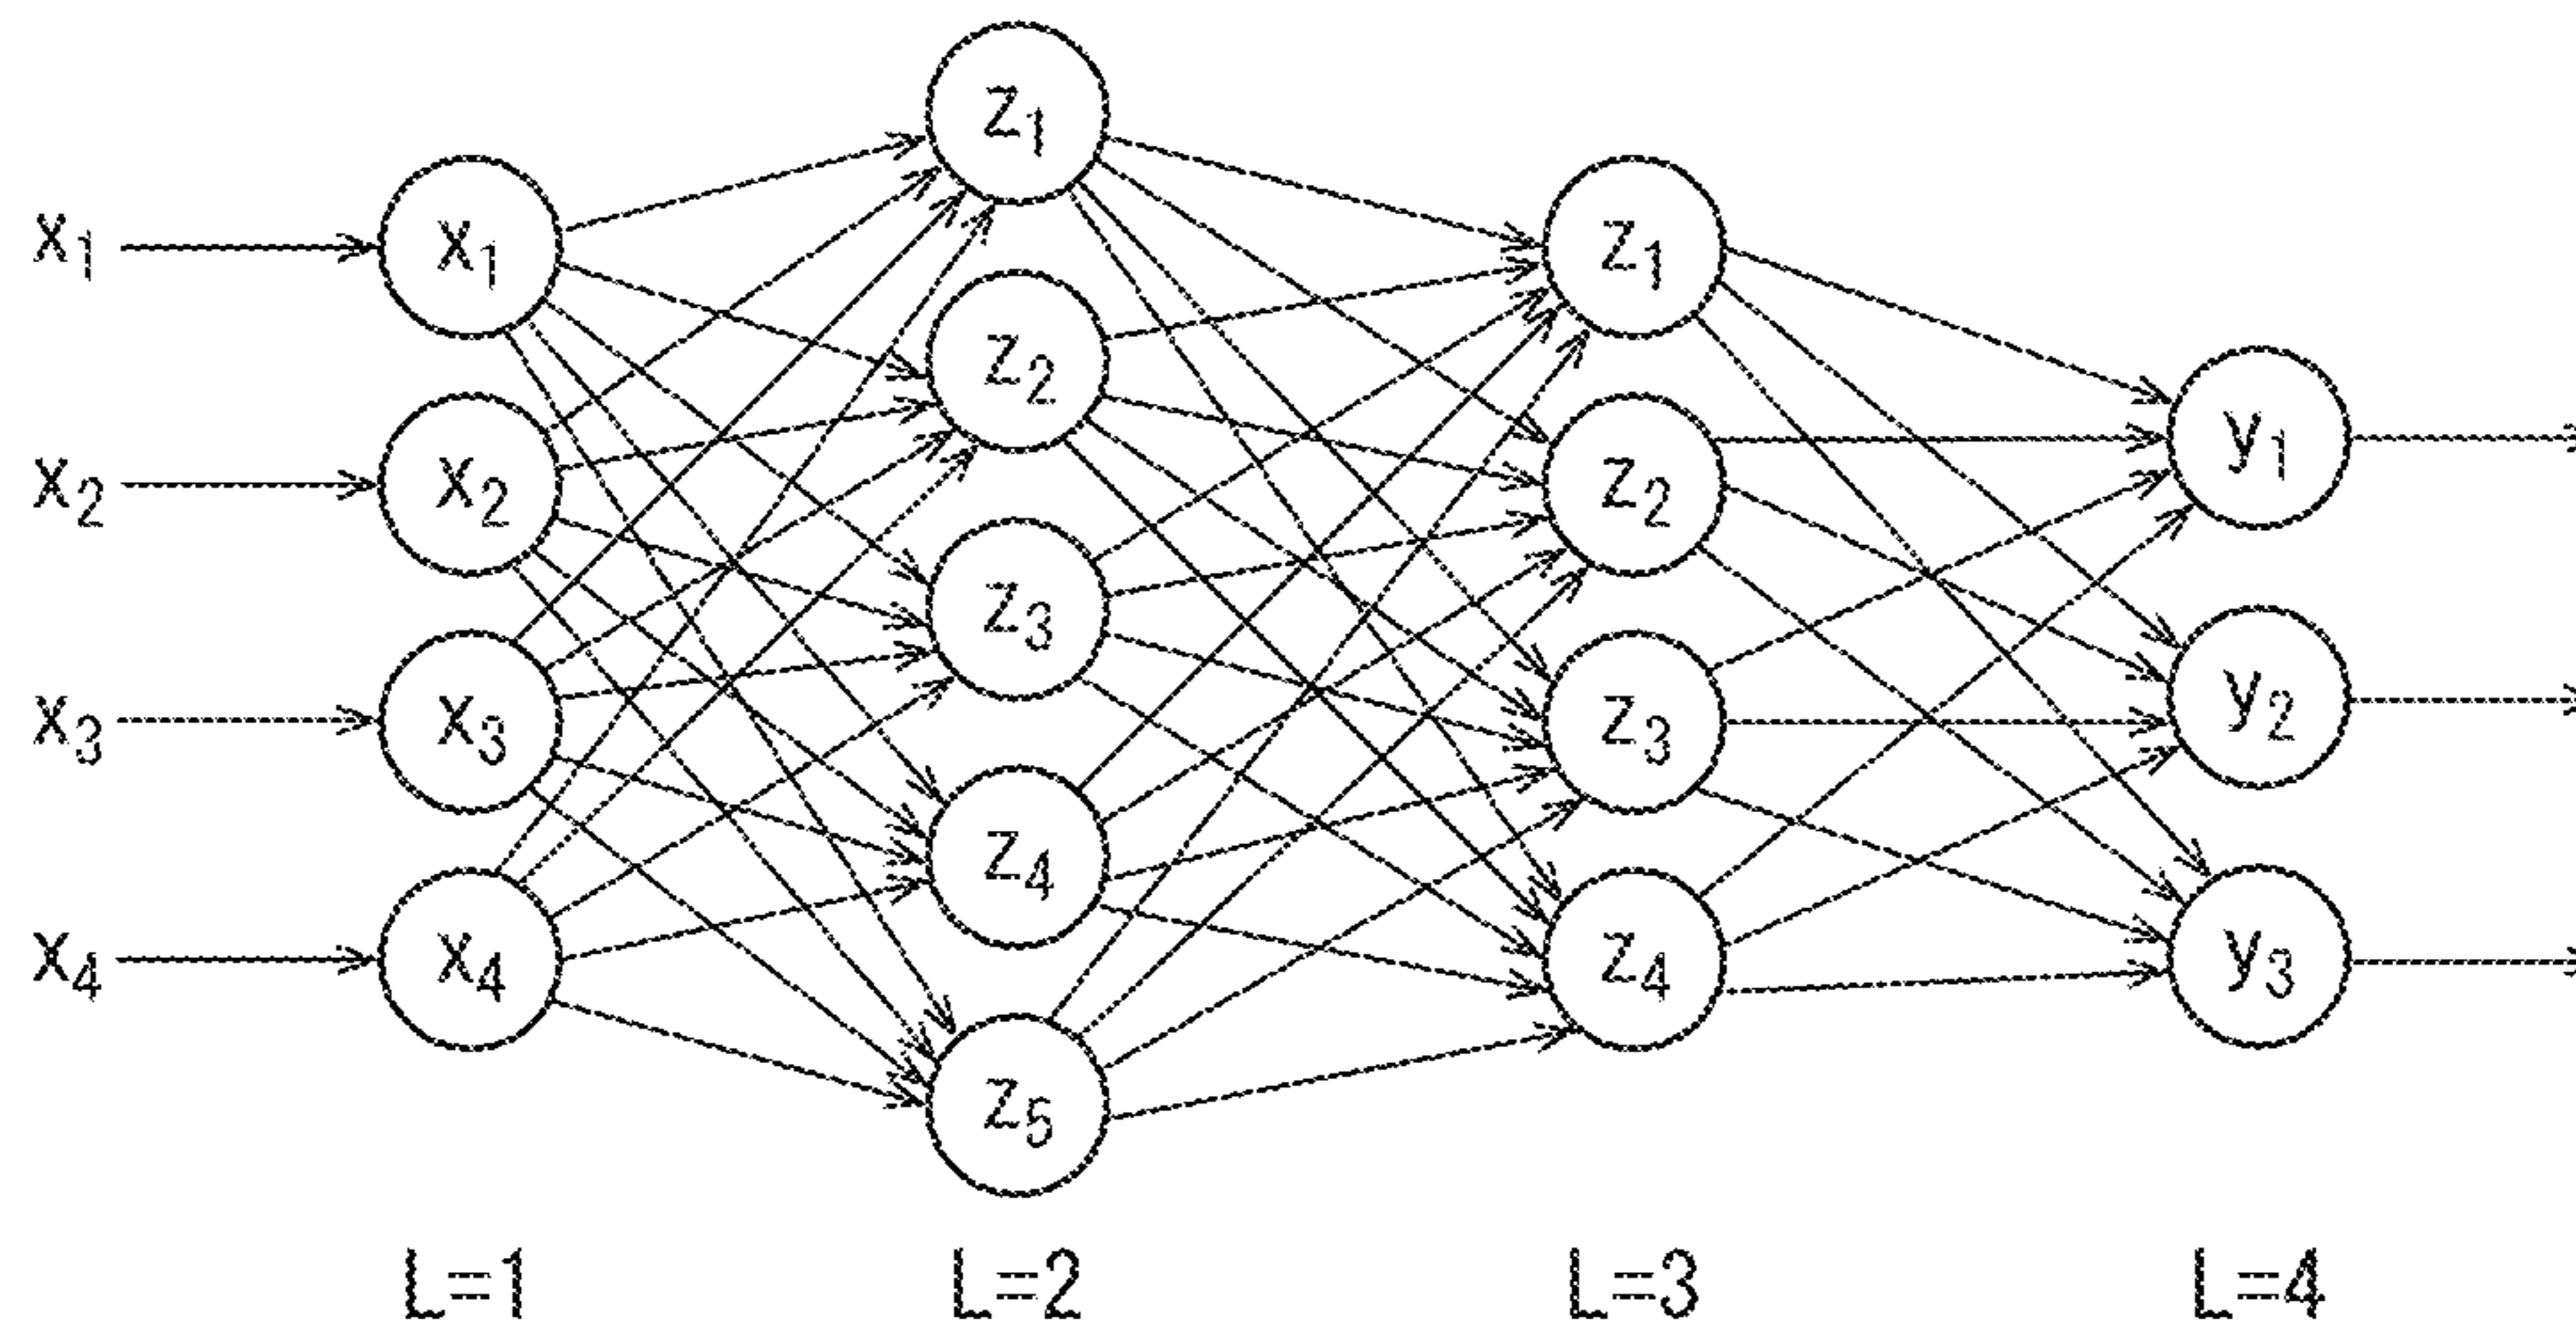 z₁
x₁ x₁ z₁
z₂
y₁
x₂ x₂ z₂
z₃
y₂
x₃ x₃ z₃
z₄
x₄ x₄ z₄ y₃
z₅
L=1 L=2 L=3 L=4